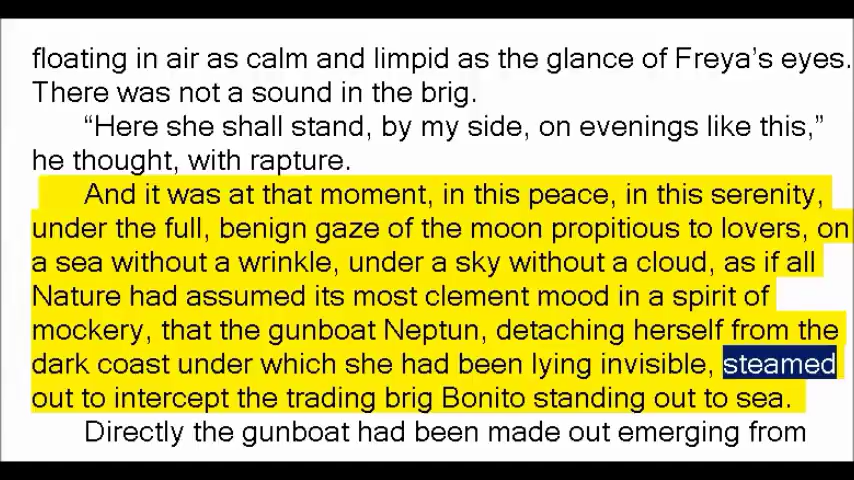 floating in air as calm and limpid as the glance of Freya's eyes.
There was not a sound in the brig.
“Here she shall stand, by my side, on evenings like this,”
he thought, with rapture.
And it was at that moment, in this peace, in this serenity,
under the full, benign gaze of the moon propitious to lovers, on
a sea without a wrinkle, under a sky without a cloud, as if all
Nature had assumed its most clement mood in a spirit of
mockery, that the gunboat Neptun, detaching herself from the
dark coast under which she had been lying invisible, steamed
out to intercept the trading brig Bonito standing out to sea.
Directly the gunboat had been made out emerging from